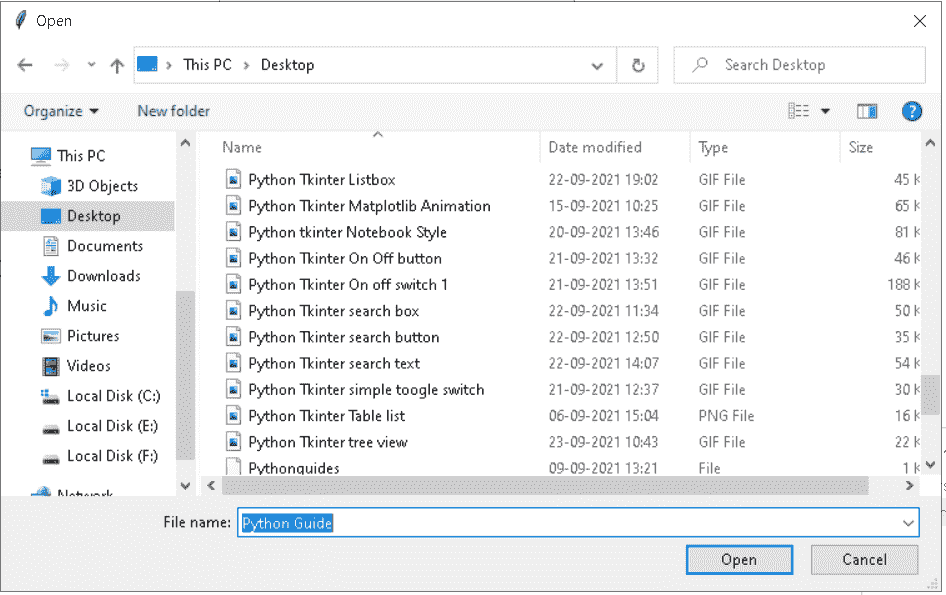 Open
This PC > Desktop
Search Desktop
Organize
New folder
?
This PC
3D Objects
Desktop
Documents
Downloads
Music
Pictures
Videos
Local Disk (C:)
Local Disk (E:)
Local Disk (F:)
Network
Name Date modified Type Size
Python Tkinter Listbox 22-09-2021 19:02 GIF File 45 K
Python Tkinter Matplotlib Animation 15-09-2021 10:25 GIF File 65 K
Python tkinter Notebook Style 20-09-2021 13:46 GIF File 81 K
Python Tkinter On Off button 21-09-2021 13:32 GIF File 46 K
Python Tkinter On off switch 1 21-09-2021 13:51 GIF File 188 K
Python Tkinter search box 22-09-2021 11:34 GIF File 50 K
Python Tkinter search button 22-09-2021 12:50 GIF File 35 K
Python Tkinter search text 22-09-2021 14:07 GIF File 54 K
Python Tkinter simple toogle switch 21-09-2021 12:37 GIF File 30 K
Python Tkinter Table list 06-09-2021 15:04 PNG File 16 K
Python Tkinter tree view 23-09-2021 10:43 GIF File 22 K
Pythonguides 09-09-2021 13:21 File 1 K
File name: Python Guide
Open
Cancel